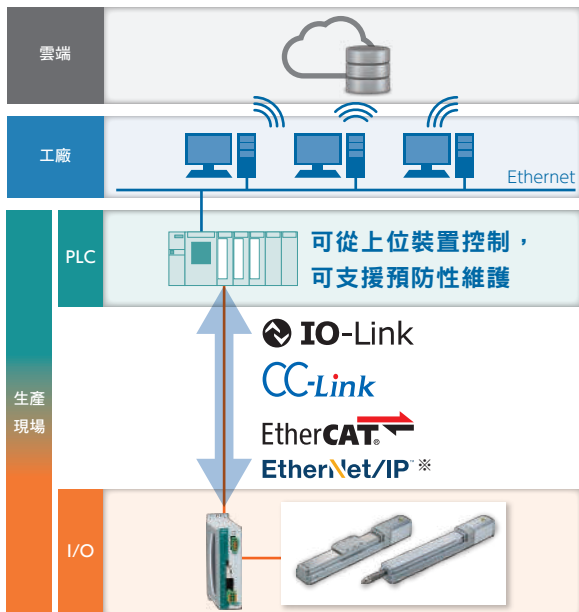 雲端
工廠
Ethernet
PLC
可從上位裝置控制，
可支援預防性維護
IO-Link
CC-Link
EtherCAT®
EtherNet/IP™ ※
生產
現場
I/O